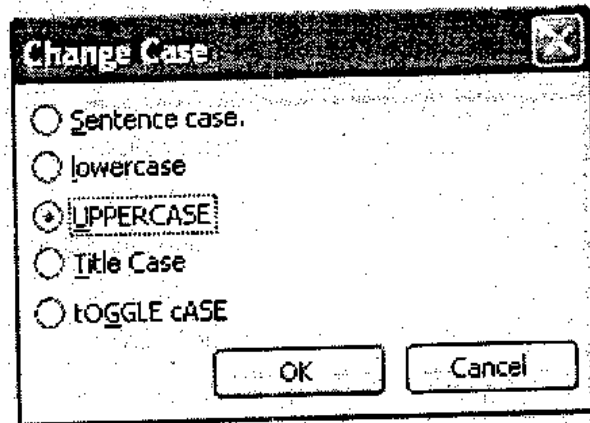 Change Case
Sentence case.
lowercase
UPPERCASE
Title Case
tOGGLE cASE
OK Cancel